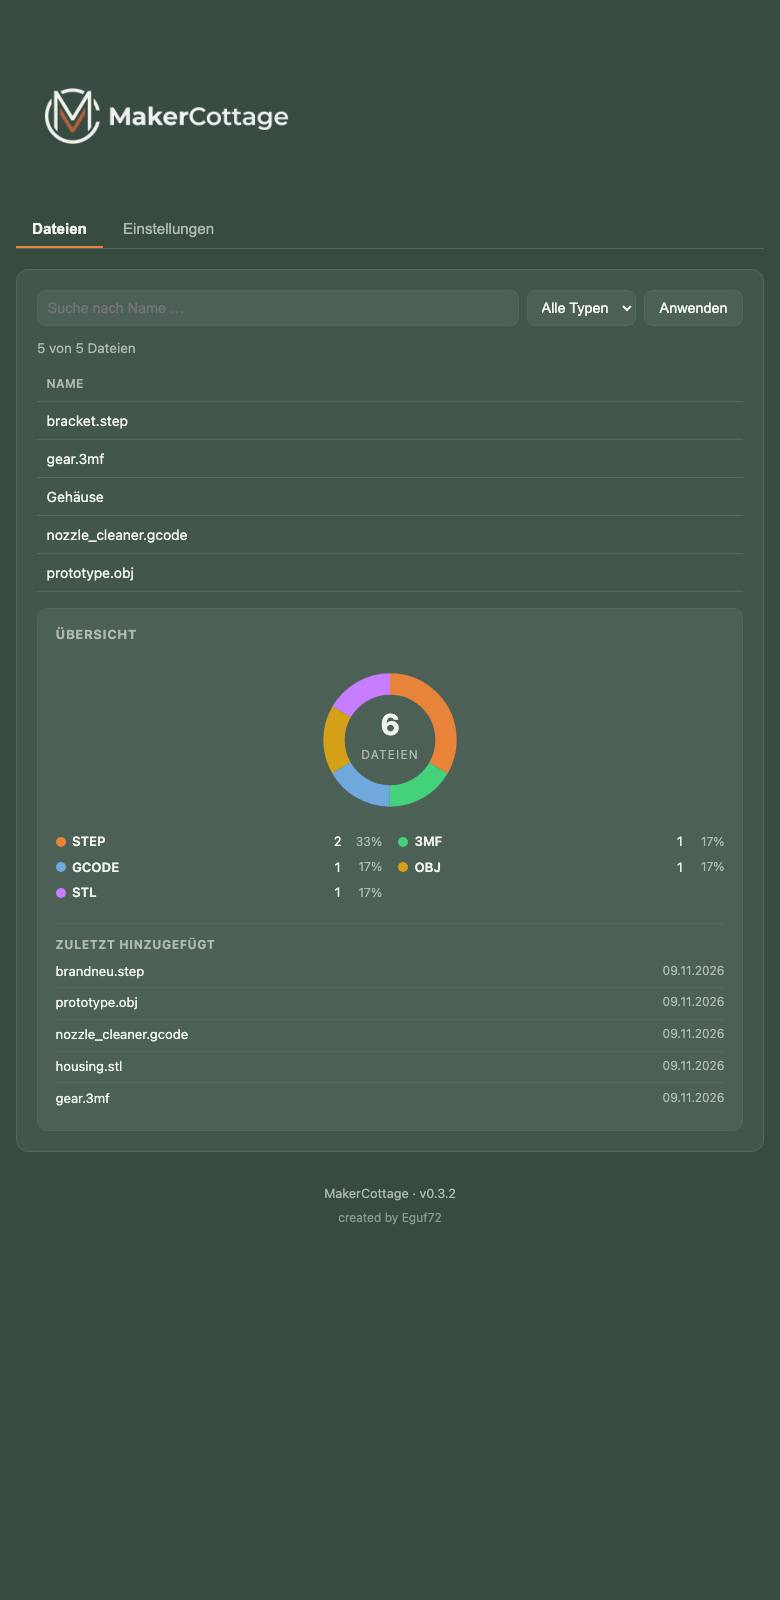 MakerCottage
Dateien Einstellungen
Suche nach Name … Alle Typen Anwenden
5 von 5 Dateien
NAME
bracket.step
gear.3mf
Gehäuse
nozzle_cleaner.gcode
prototype.obj
ÜBERSICHT
6
DATEIEN
STEP 2 33% 3MF 1 17%
GCODE 1 17% OBJ 1 17%
STL 1 17%
ZULETZT HINZUGEFÜGT
brandneu.step 09.11.2026
prototype.obj 09.11.2026
nozzle_cleaner.gcode 09.11.2026
housing.stl 09.11.2026
gear.3mf 09.11.2026
MakerCottage · v0.3.2
created by Eguf72